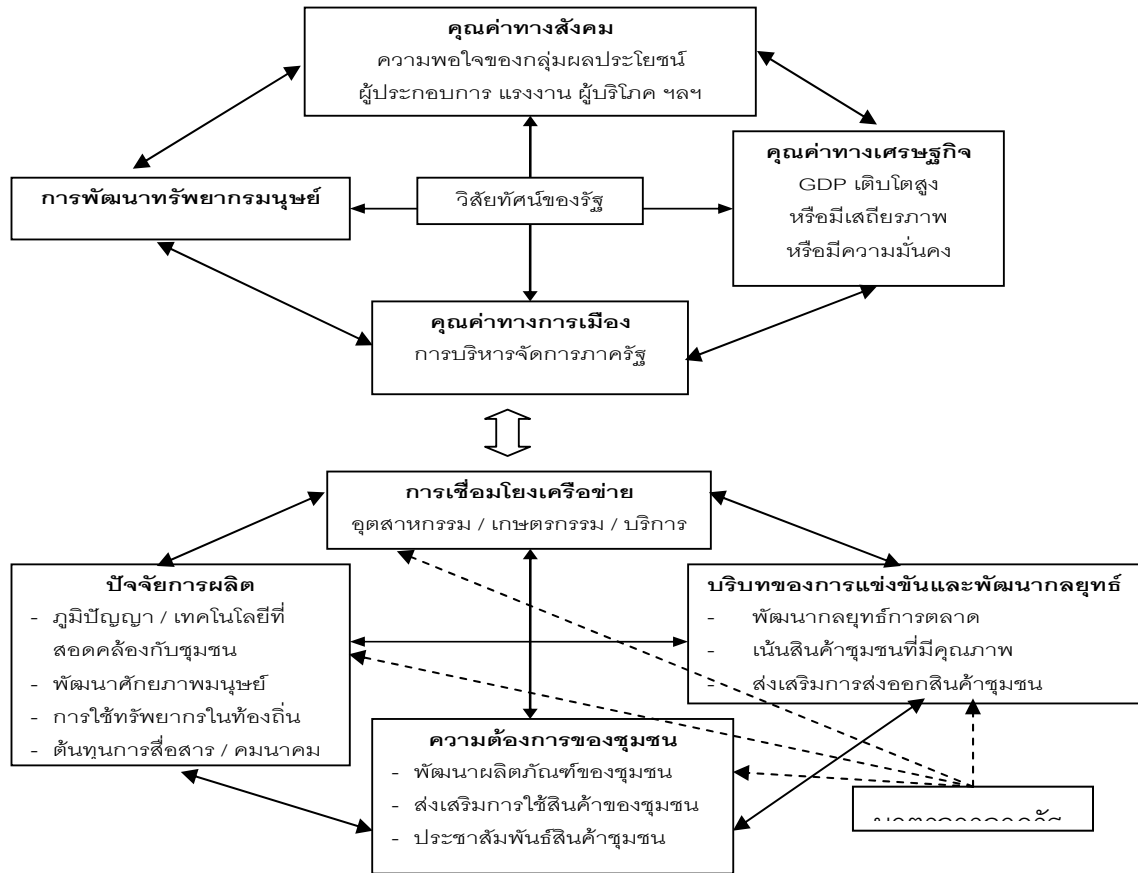 คุณค่าทางสังคม
ความพอใจของกลุ่มผลประโยชน์
ผู้ประกอบการ แรงงาน ผู้บริโภค ฯลฯ
คุณค่าทางเศรษฐกิจ
GDP เติบโตสูง
หรือมีเสถียรภาพ
หรือมีความมั่นคง
การพัฒนาทรัพยากรมนุษย์
วิสัยทัศน์ของรัฐ
คุณค่าทางการเมือง
การบริหารจัดการภาครัฐ
การเชื่อมโยงเครือข่าย
อุตสาหกรรม / เกษตรกรรม / บริการ
ปัจจัยการผลิต
- ภูมิปัญญา / เทคโนโลยีที่
สอดคล้องกับชุมชน
- พัฒนาศักยภาพมนุษย์
- การใช้ทรัพยากรในท้องถิ่น
- ต้นทุนการสื่อสาร / คมนาคม
บริบทของการแข่งขันและพัฒนากลยุทธ์
- พัฒนากลยุทธ์การตลาด
- เน้นสินค้าชุมชนที่มีคุณภาพ
- ส่งเสริมการส่งออกสินค้าชุมชน
ความต้องการของชุมชน
- พัฒนาผลิตภัณฑ์ของชุมชน
- ส่งเสริมการใช้สินค้าของชุมชน
- ประชาสัมพันธ์สินค้าชุมชน